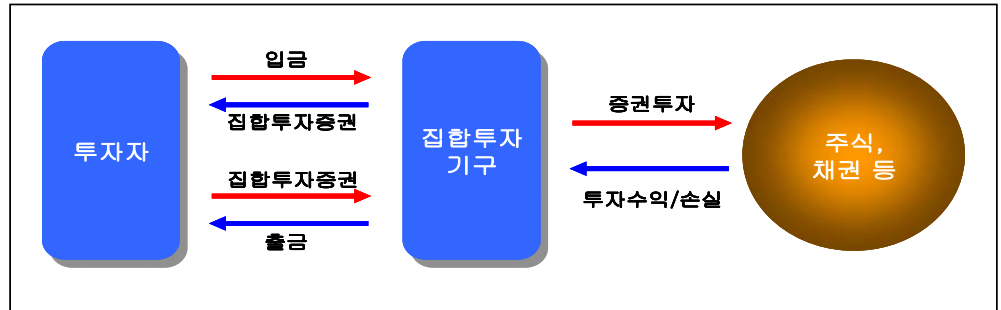 투자자
입금
집합투자증권
집합투자증권
출금
집합투자
기구
증권투자
투자수익/손실
주식,
채권 등